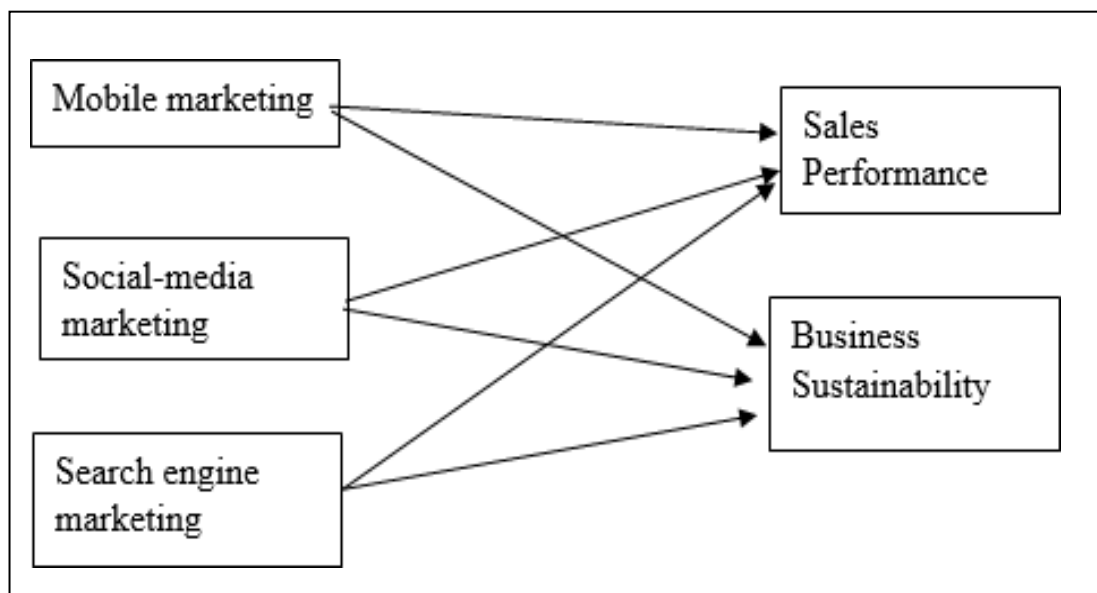 Mobile marketing
Sales
Performance
Social-media
marketing
Business
Sustainability
Search engine
marketing